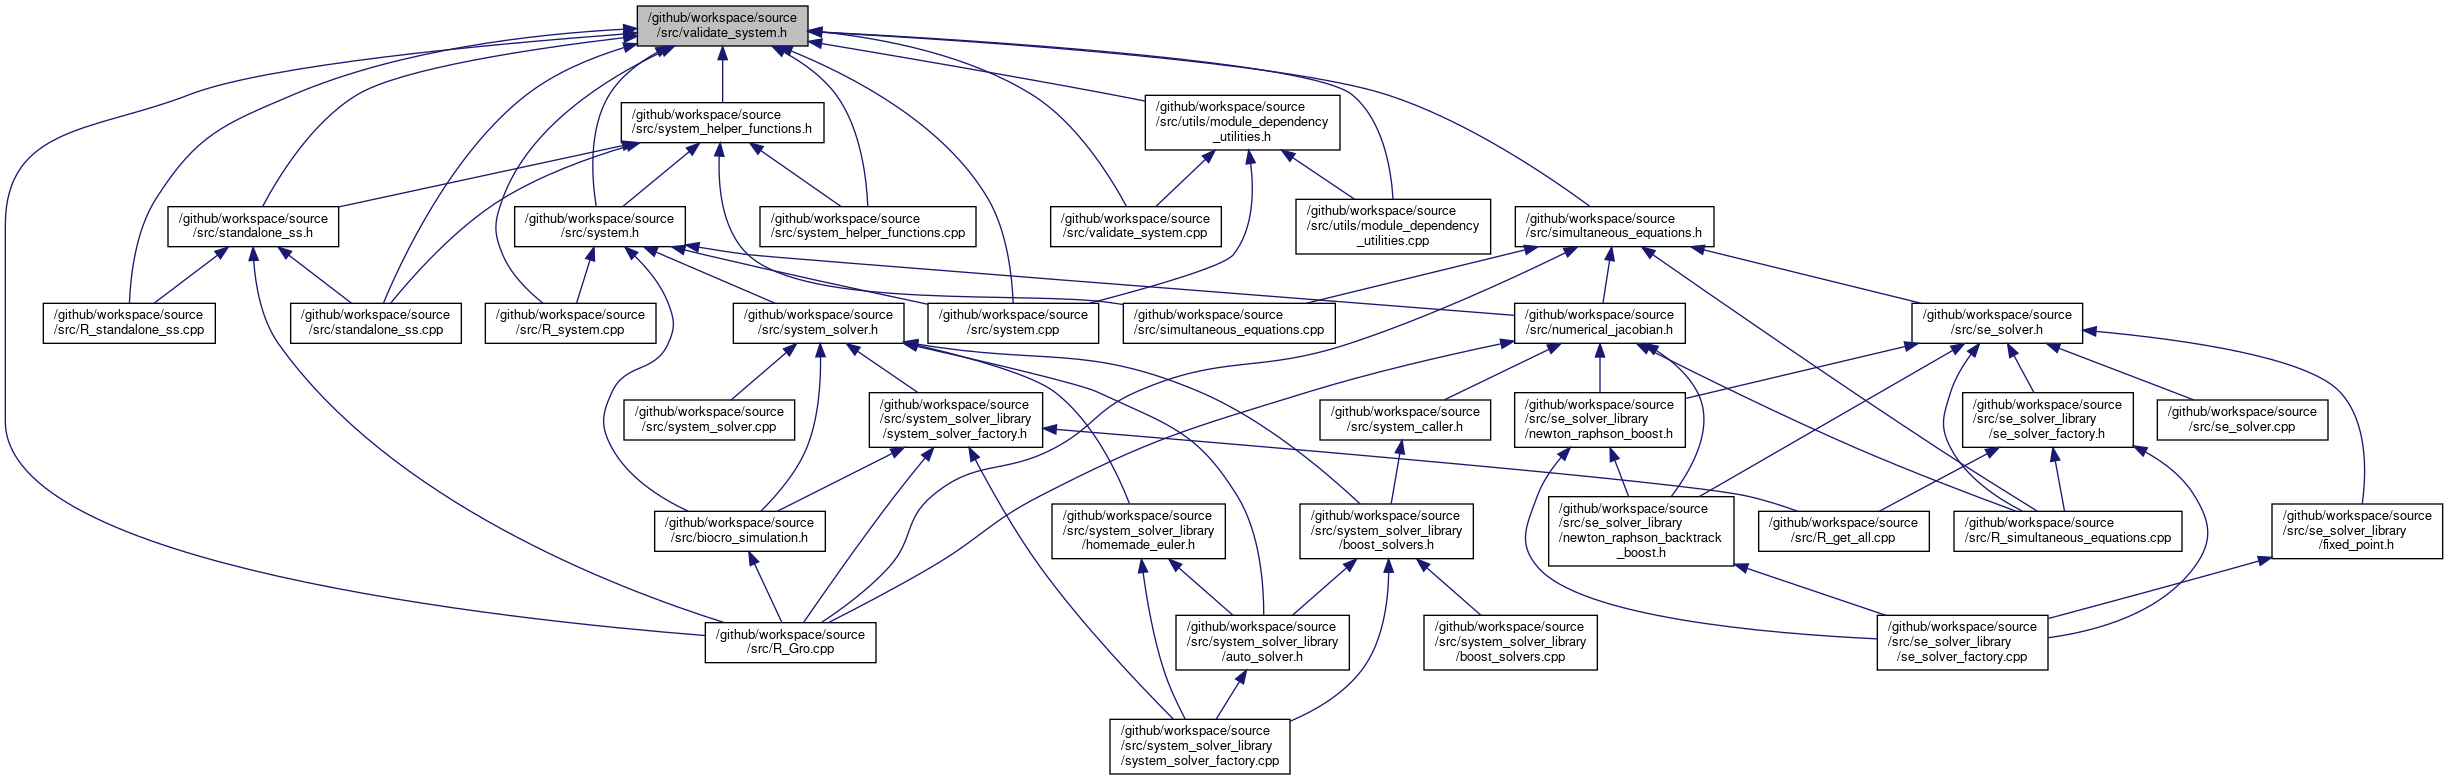 /github/workspace/source
/src/validate_system.h
/github/workspace/source
/src/system_helper_functions.h
/github/workspace/source
/src/utils/module_dependency
_utilities.h
/github/workspace/source
/src/standalone_ss.h
/github/workspace/source
/src/system.h
/github/workspace/source
/src/system_helper_functions.cpp
/github/workspace/source
/src/validate_system.cpp
/github/workspace/source
/src/utils/module_dependency
_utilities.cpp
/github/workspace/source
/src/simultaneous_equations.h
/github/workspace/source
/src/R_standalone_ss.cpp
/github/workspace/source
/src/standalone_ss.cpp
/github/workspace/source
/src/R_system.cpp
/github/workspace/source
/src/system_solver.h
/github/workspace/source
/src/system.cpp
/github/workspace/source
/src/simultaneous_equations.cpp
/github/workspace/source
/src/numerical_jacobian.h
/github/workspace/source
/src/se_solver.h
/github/workspace/source
/src/system_solver.cpp
/github/workspace/source
/src/system_solver_library
/system_solver_factory.h
/github/workspace/source
/src/system_caller.h
/github/workspace/source
/src/se_solver_library
/newton_raphson_boost.h
/github/workspace/source
/src/se_solver_library
/se_solver_factory.h
/github/workspace/source
/src/se_solver.cpp
/github/workspace/source
/src/biocro_simulation.h
/github/workspace/source
/src/system_solver_library
/homemade_euler.h
/github/workspace/source
/src/system_solver_library
/boost_solvers.h
/github/workspace/source
/src/se_solver_library
/newton_raphson_backtrack
_boost.h
/github/workspace/source
/src/R_get_all.cpp
/github/workspace/source
/src/R_simultaneous_equations.cpp
/github/workspace/source
/src/se_solver_library
/fixed_point.h
/github/workspace/source
/src/R_Gro.cpp
/github/workspace/source
/src/system_solver_library
/auto_solver.h
/github/workspace/source
/src/system_solver_library
/boost_solvers.cpp
/github/workspace/source
/src/se_solver_library
/se_solver_factory.cpp
/github/workspace/source
/src/system_solver_library
/system_solver_factory.cpp